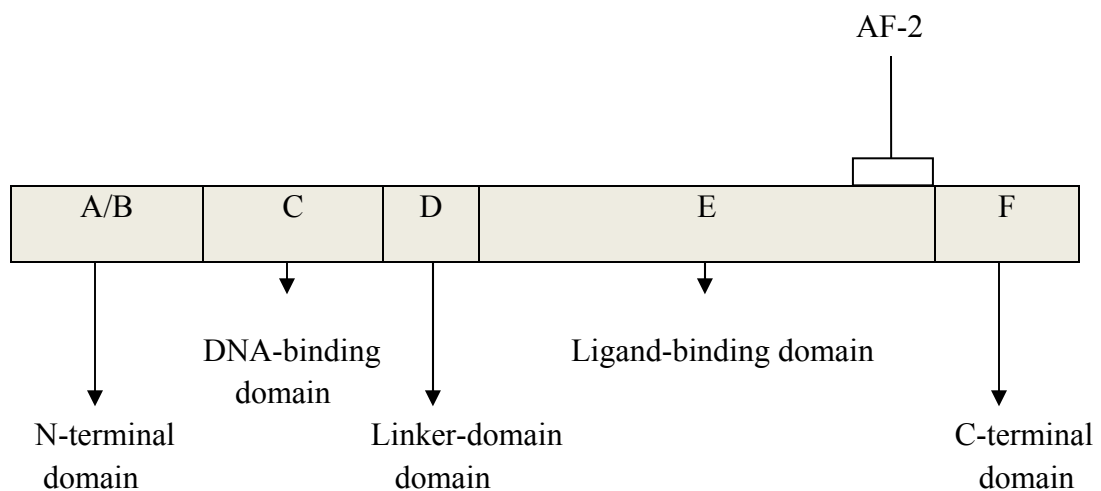 AF-2
A/B C D E F
DNA-binding
domain
Ligand-binding domain
N-terminal
domain
Linker-domain
domain
C-terminal
domain